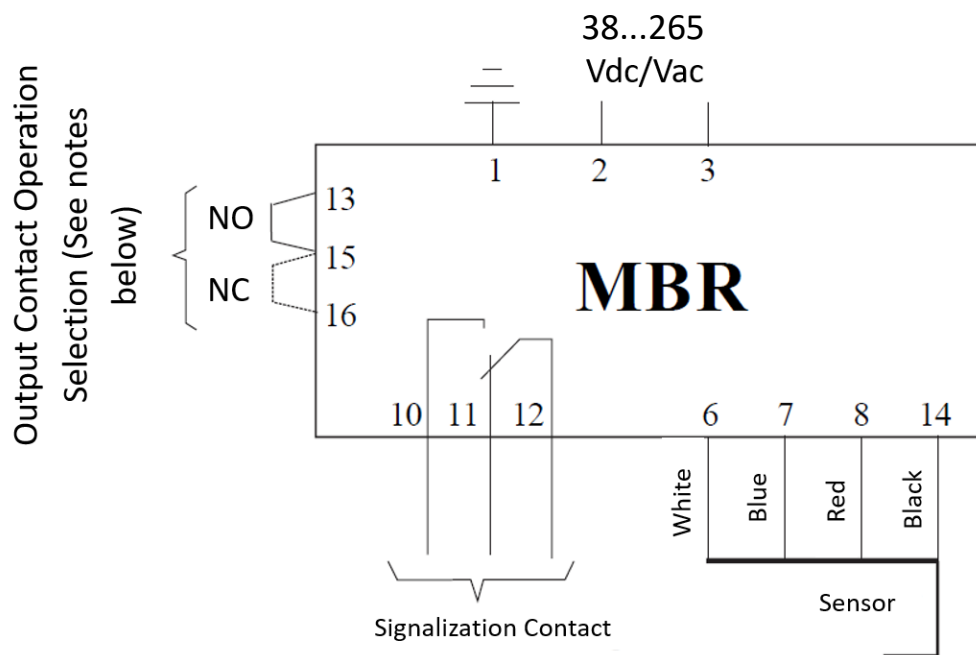 38...265
Vdc/Vac
Output Contact Operation
Selection (See notes
below)
1 2 3
NO
13
15
NC
16
MBR
10 11 12
6 7 8 14
White
Blue
Red
Black
Sensor
Signalization Contact